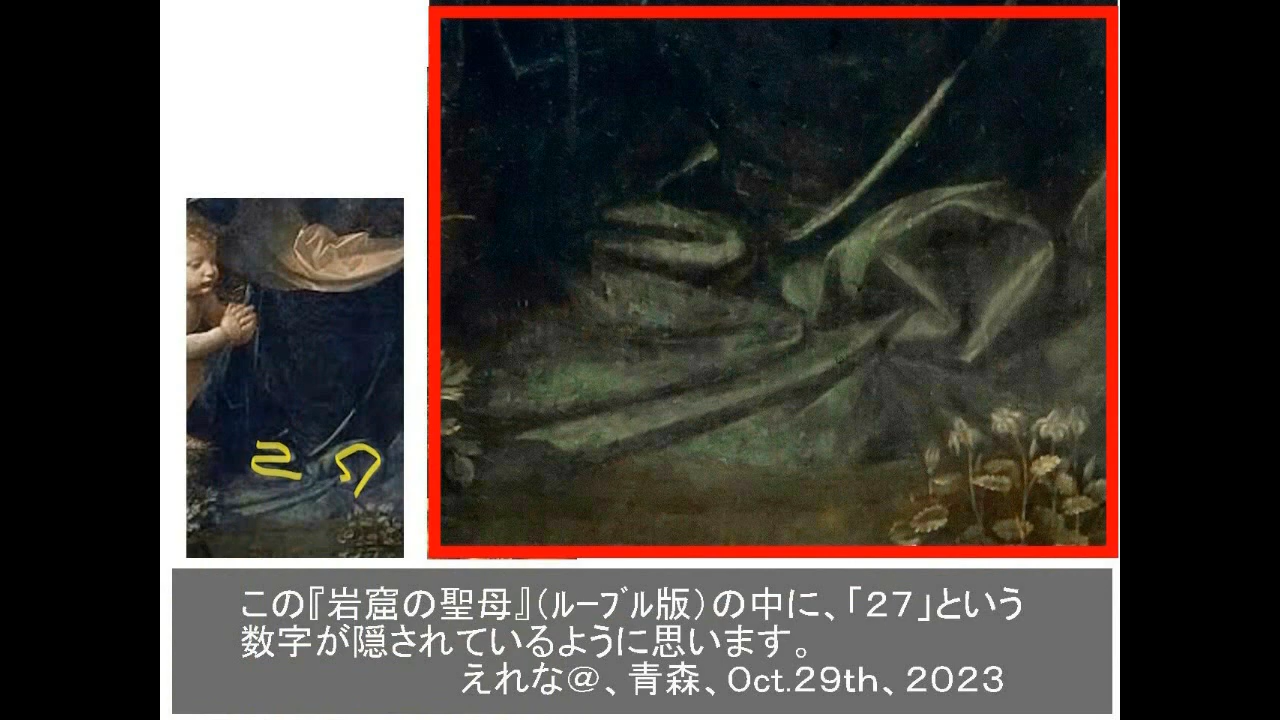 27
この『岩窟の聖母』(ﾙｰﾌﾞﾙ版)の中に、「２７」という
数字が隠されているように思います。
えれな＠、青森、Oct.29th、2023